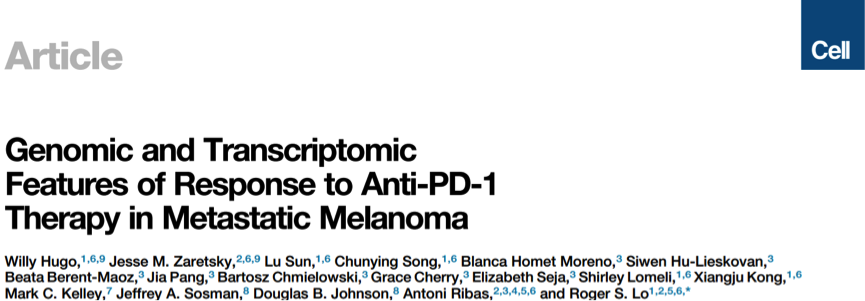 Article
Cell
Genomic and Transcriptomic
Features of Response to Anti-PD-1
Therapy in Metastatic Melanoma
Willy Hugo,1,6,9 Jesse M. Zaretsky,2,6,9 Lu Sun,1,6 Chunying Song,1,6 Blanca Homet Moreno,3 Siwen Hu-Lieskovan,3
Beata Berent-Maoz,3 Jia Pang,3 Bartosz Chmielowski,3 Grace Cherry,3 Elizabeth Seja,3 Shirley Lomeli,1,6 Xiangju Kong,1,6
Mark C. Kelley,7 Jeffrey A. Sosman,8 Douglas B. Johnson,8 Antoni Ribas,2,3,4,5,6 and Roger S. Lo1,2,5,6,*